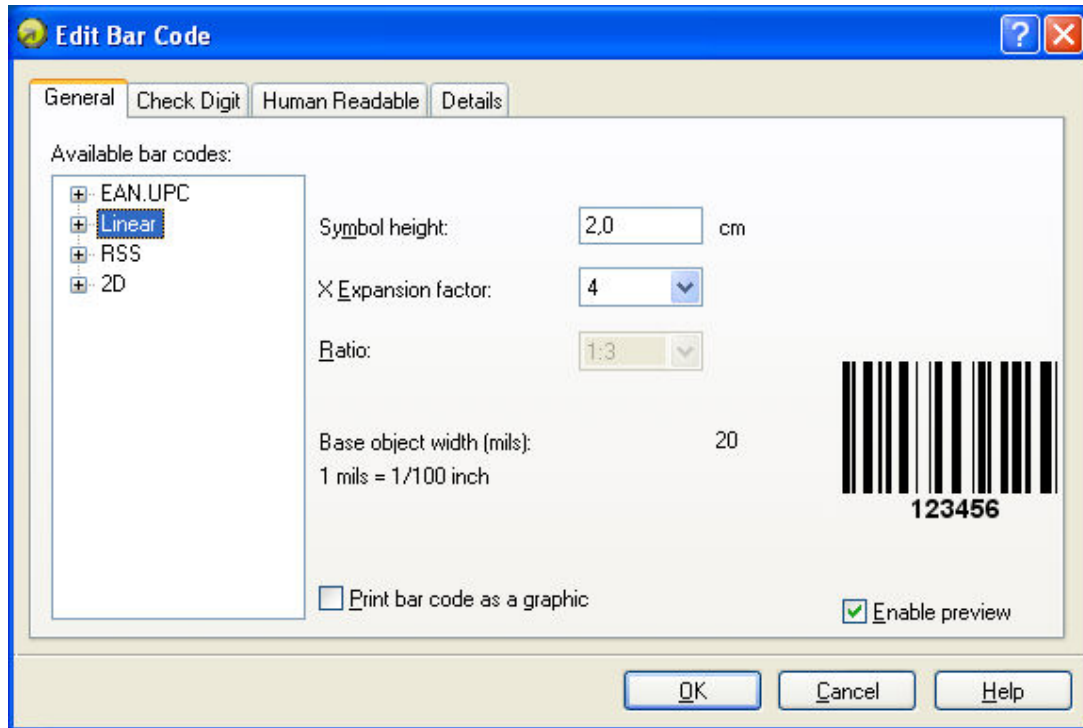 Edit Bar Code
General Check Digit Human Readable Details
Available bar codes:
EAN.UPC
Linear
RSS
2D
Symbol height: 2,0 cm
X Expansion factor: 4
Ratio: 1:3
Base object width (mils): 20
1 mils = 1/100 inch
123456
Print bar code as a graphic
Enable preview
OK Cancel Help